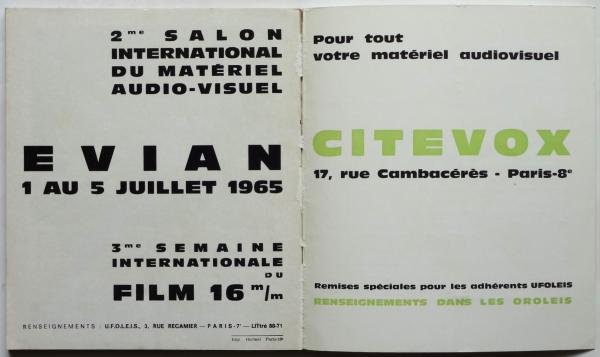 2me SALON
INTERNATIONAL
DU MATÉRIEL
AUDIO-VISUEL
EVIAN
1 AU 5 JUILLET 1965
3me SEMAINE
INTERNATIONALE
DU
FILM 16 m/m
RENSEIGNEMENTS : U.F.O.L.E.I.S., 3, RUE RECAMIER — PARIS-7e — LITtré 88-71
Pour tout
votre matériel audiovisuel
CITEVOX
17, rue Cambacérès - Paris-8e
Remises spéciales pour les adhérents UFOLEIS
RENSEIGNEMENTS DANS LES OROLEIS